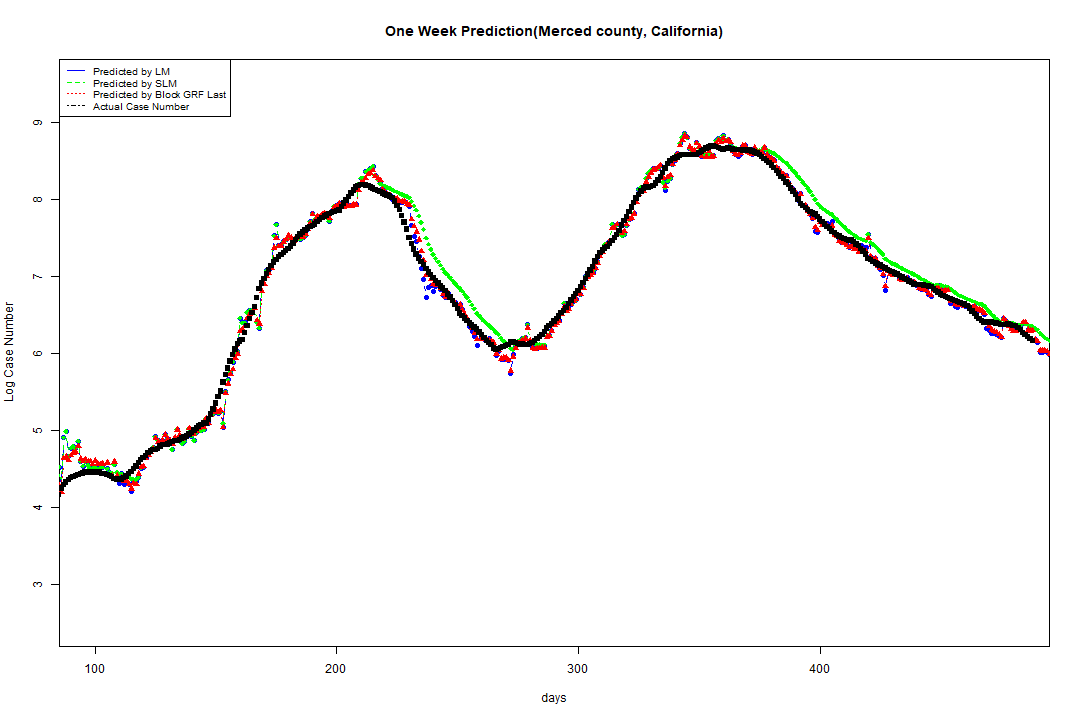 One Week Prediction(Merced county, California)
Predicted by LM
Predicted by SLM
Predicted by Block GRF Last
Actual Case Number
9
8
7
6
5
4
3
Log Case Number
100 200 300 400
days